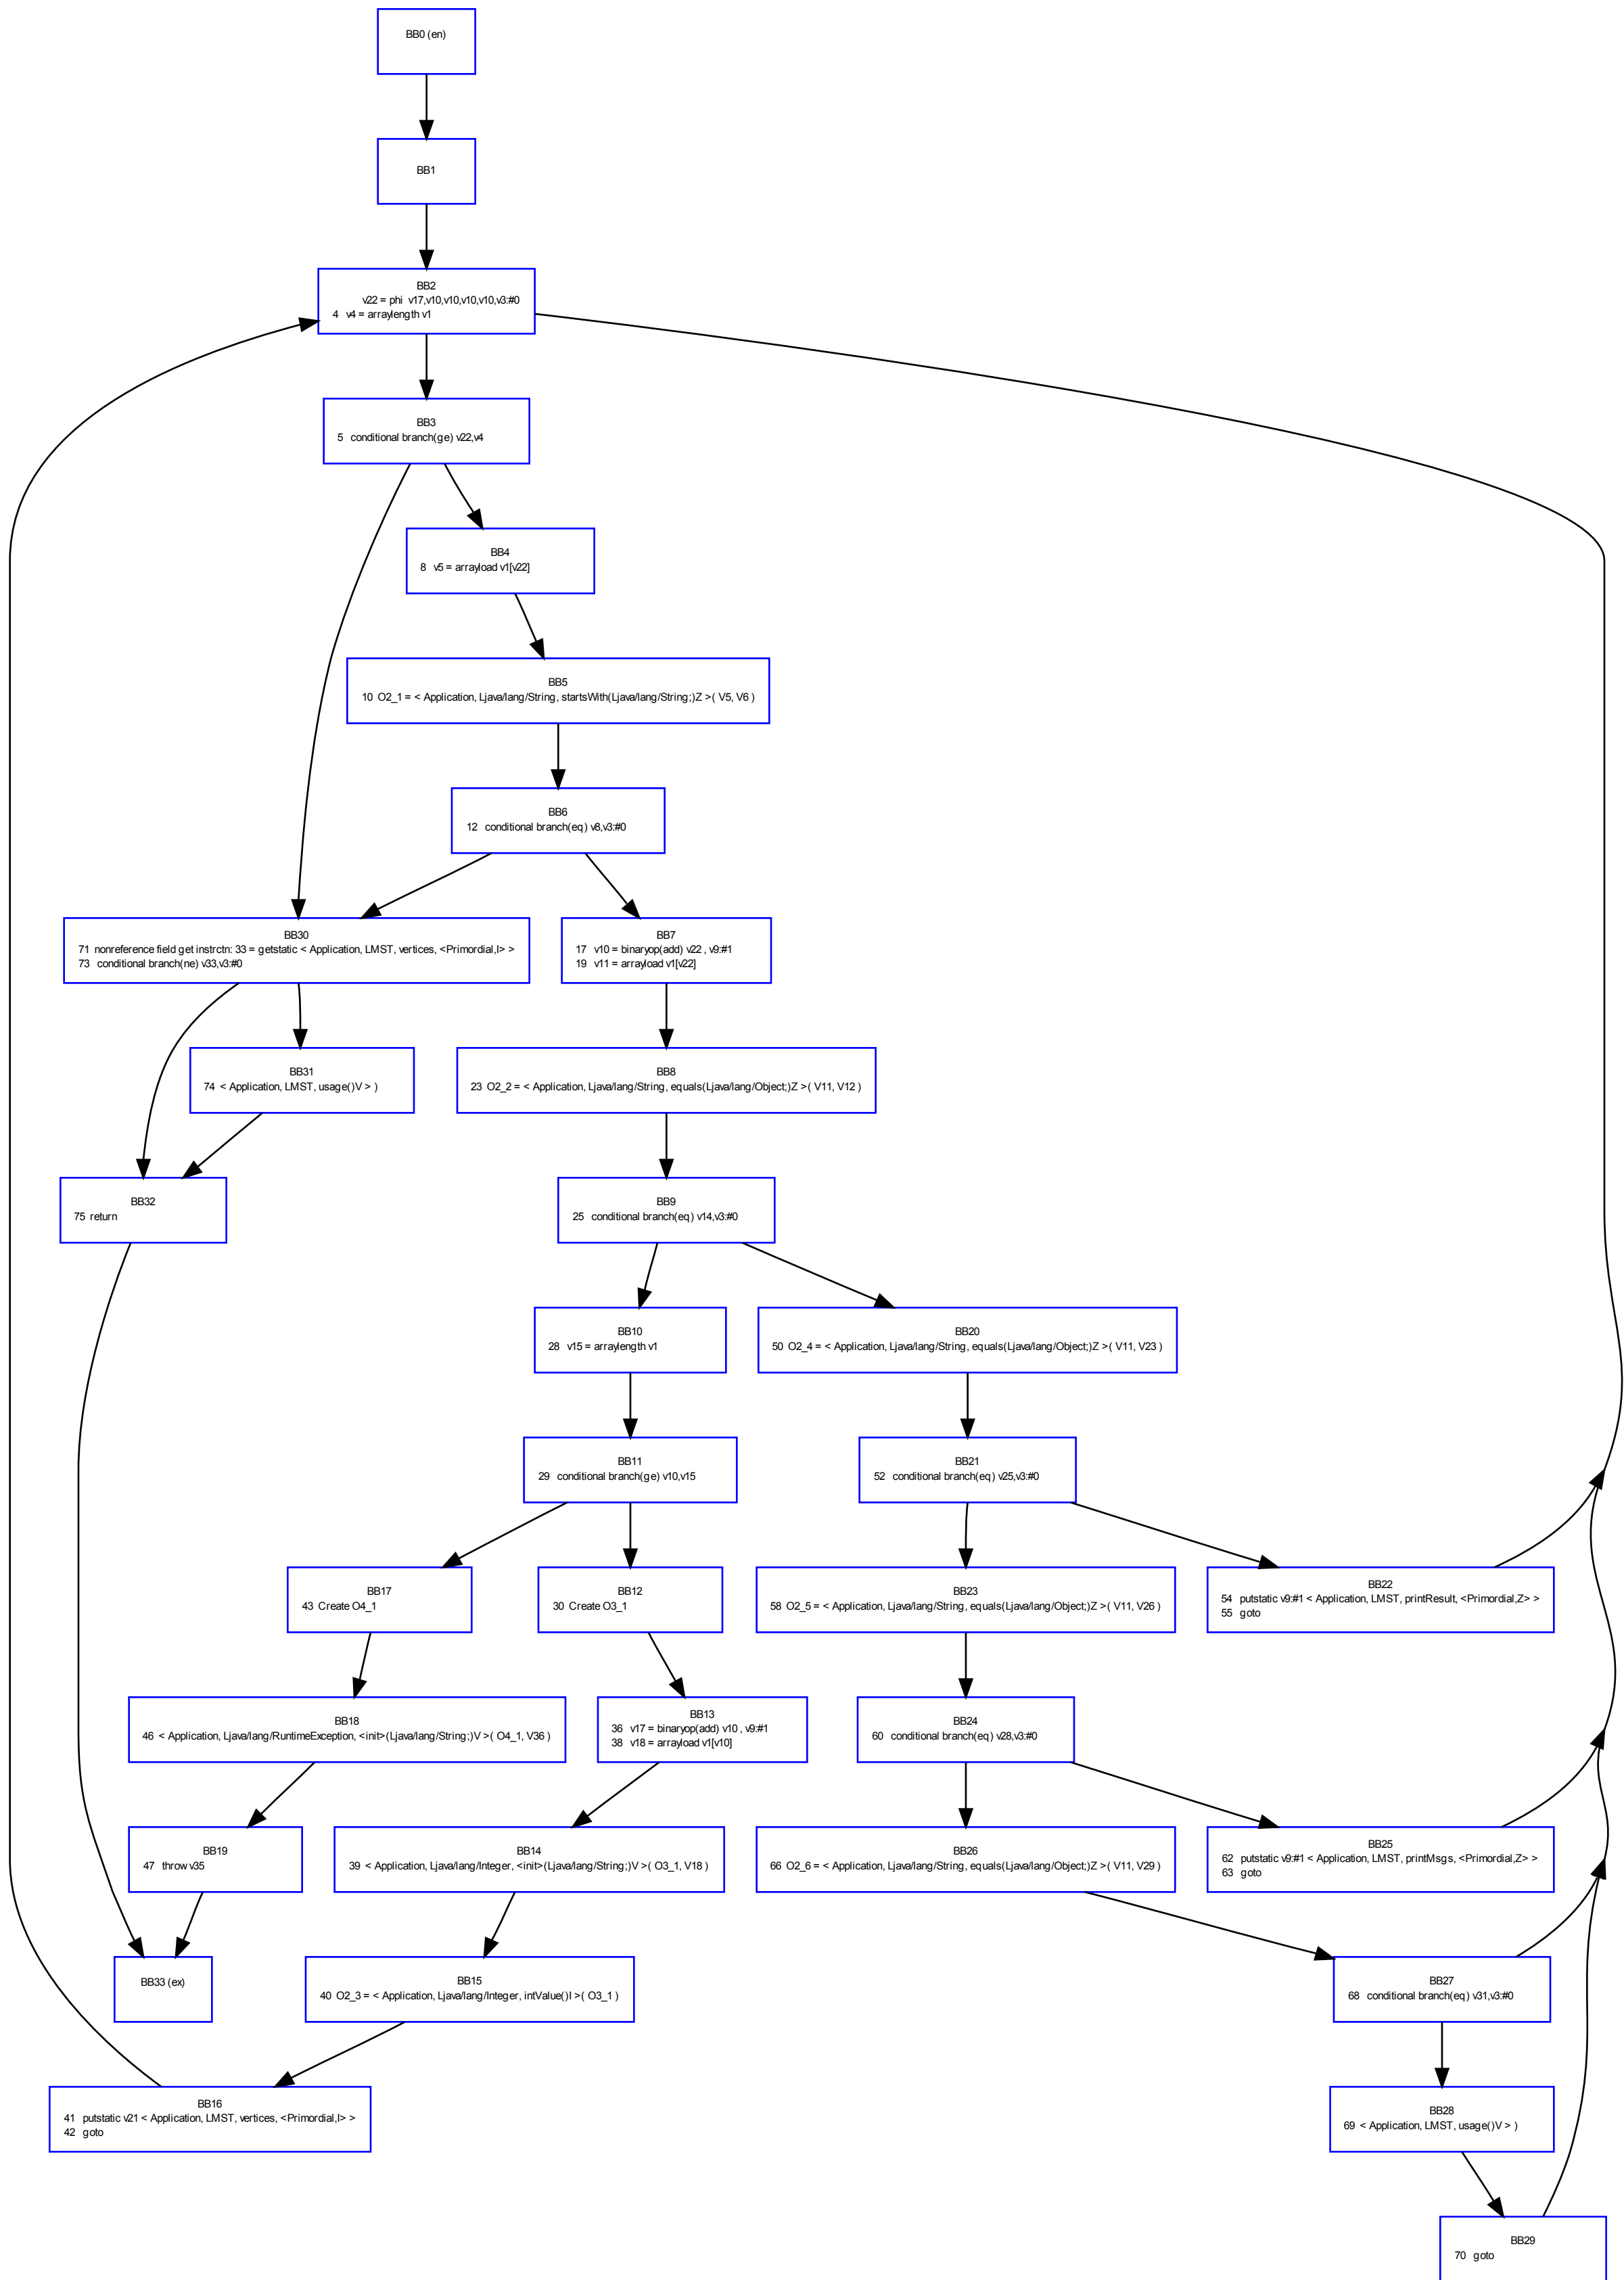 BB0 (en)
BB1
BB2
v22 = phi v17,v10,v10,v10,v10,v3:#0
4 v4 = arraylength v1
BB3
5 conditional branch(ge) v22,v4
BB4
8 v5 = arrayload v1[v22]
BB5
10 O2_1 = < Application, Ljava/lang/String, startsWith(Ljava/lang/String;)Z >( V5, V6 )
BB6
12 conditional branch(eq) v8,v3:#0
BB30
71 nonreference field get instrctn: 33 = getstatic < Application, LMST, vertices, <Primordial,I> >
73 conditional branch(ne) v33,v3:#0
BB7
17 v10 = binaryop(add) v22 , v9:#1
19 v11 = arrayload v1[v22]
BB31
74 < Application, LMST, usage()V > )
BB8
23 O2_2 = < Application, Ljava/lang/String, equals(Ljava/lang/Object;)Z >( V11, V12 )
BB32
75 return
BB9
25 conditional branch(eq) v14,v3:#0
BB10
28 v15 = arraylength v1
BB20
50 O2_4 = < Application, Ljava/lang/String, equals(Ljava/lang/Object;)Z >( V11, V23 )
BB11
29 conditional branch(ge) v10,v15
BB21
52 conditional branch(eq) v25,v3:#0
BB17
43 Create O4_1
BB12
30 Create O3_1
BB23
58 O2_5 = < Application, Ljava/lang/String, equals(Ljava/lang/Object;)Z >( V11, V26 )
BB22
54 putstatic v9:#1 < Application, LMST, printResult, <Primordial,Z> >
55 goto
BB18
46 < Application, Ljava/lang/RuntimeException, <init>(Ljava/lang/String;)V >( O4_1, V36 )
BB13
36 v17 = binaryop(add) v10 , v9:#1
38 v18 = arrayload v1[v10]
BB24
60 conditional branch(eq) v28,v3:#0
BB19
47 throw v35
BB14
39 < Application, Ljava/lang/Integer, <init>(Ljava/lang/String;)V >( O3_1, V18 )
BB26
66 O2_6 = < Application, Ljava/lang/String, equals(Ljava/lang/Object;)Z >( V11, V29 )
BB25
62 putstatic v9:#1 < Application, LMST, printMsgs, <Primordial,Z> >
63 goto
BB33 (ex)
BB15
40 O2_3 = < Application, Ljava/lang/Integer, intValue()I >( O3_1 )
BB27
68 conditional branch(eq) v31,v3:#0
BB16
41 putstatic v21 < Application, LMST, vertices, <Primordial,I> >
42 goto
BB28
69 < Application, LMST, usage()V > )
BB29
70 goto